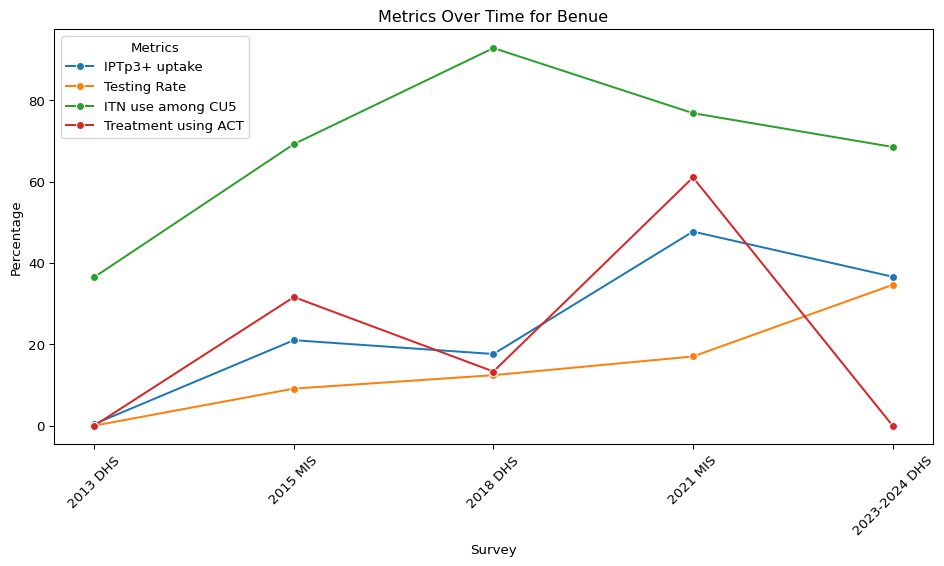 Metrics Over Time for Benue
Metrics
IPTp3+ uptake
Testing Rate
ITN use among CU5
Treatment using ACT
Percentage
80
60
40
20
0
2013 DHS
2015 MIS
2018 DHS
2021 MIS
2023-2024 DHS
Survey